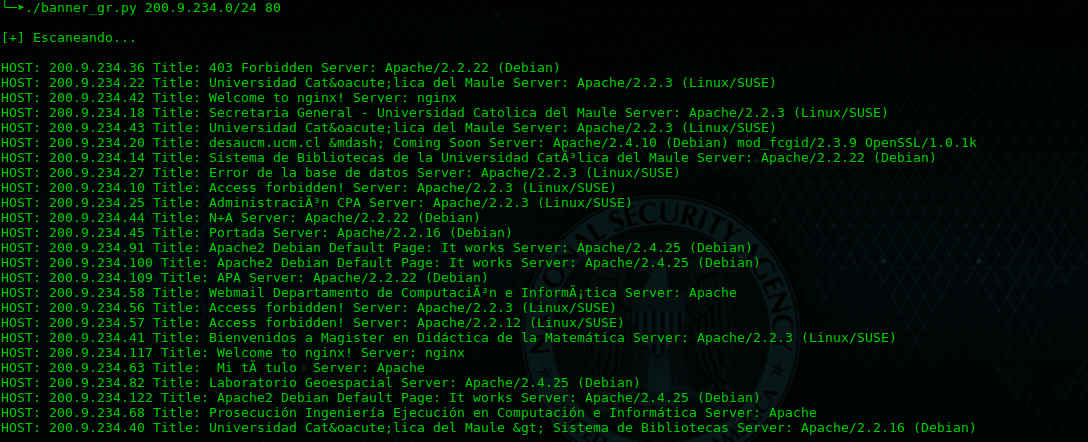 └─➤./banner_gr.py 200.9.234.0/24 80
[+] Escaneando...
HOST: 200.9.234.36 Title: 403 Forbidden Server: Apache/2.2.22 (Debian)
HOST: 200.9.234.22 Title: Universidad Cat&oacute;lica del Maule Server: Apache/2.2.3 (Linux/SUSE)
HOST: 200.9.234.42 Title: Welcome to nginx! Server: nginx
HOST: 200.9.234.18 Title: Secretaria General - Universidad Catolica del Maule Server: Apache/2.2.3 (Linux/SUSE)
HOST: 200.9.234.43 Title: Universidad Cat&oacute;lica del Maule Server: Apache/2.2.3 (Linux/SUSE)
HOST: 200.9.234.20 Title: desaucm.ucm.cl &mdash; Coming Soon Server: Apache/2.4.10 (Debian) mod_fcgid/2.3.9 OpenSSL/1.0.1k
HOST: 200.9.234.14 Title: Sistema de Bibliotecas de la Universidad CatÃ³lica del Maule Server: Apache/2.2.22 (Debian)
HOST: 200.9.234.27 Title: Error de la base de datos Server: Apache/2.2.3 (Linux/SUSE)
HOST: 200.9.234.10 Title: Access forbidden! Server: Apache/2.2.3 (Linux/SUSE)
HOST: 200.9.234.25 Title: AdministraciÃ³n CPA Server: Apache/2.2.3 (Linux/SUSE)
HOST: 200.9.234.44 Title: N+A Server: Apache/2.2.22 (Debian)
HOST: 200.9.234.45 Title: Portada Server: Apache/2.2.16 (Debian)
HOST: 200.9.234.91 Title: Apache2 Debian Default Page: It works Server: Apache/2.4.25 (Debian)
HOST: 200.9.234.100 Title: Apache2 Debian Default Page: It works Server: Apache/2.4.25 (Debian)
HOST: 200.9.234.109 Title: APA Server: Apache/2.2.22 (Debian)
HOST: 200.9.234.58 Title: Webmail Departamento de ComputaciÃ³n e InformÃ¡tica Server: Apache
HOST: 200.9.234.56 Title: Access forbidden! Server: Apache/2.2.3 (Linux/SUSE)
HOST: 200.9.234.57 Title: Access forbidden! Server: Apache/2.2.12 (Linux/SUSE)
HOST: 200.9.234.41 Title: Bienvenidos a Magister en Didáctica de la Matemática Server: Apache/2.2.3 (Linux/SUSE)
HOST: 200.9.234.117 Title: Welcome to nginx! Server: nginx
HOST: 200.9.234.63 Title:  Mi tÃ tulo  Server: Apache
HOST: 200.9.234.82 Title: Laboratorio Geoespacial Server: Apache/2.4.25 (Debian)
HOST: 200.9.234.122 Title: Apache2 Debian Default Page: It works Server: Apache/2.4.25 (Debian)
HOST: 200.9.234.68 Title: Prosecución Ingeniería Ejecución en Computación e Informática Server: Apache
HOST: 200.9.234.40 Title: Universidad Cat&oacute;lica del Maule &gt; Sistema de Bibliotecas Server: Apache/2.2.16 (Debian)
SECURITY AGENCY